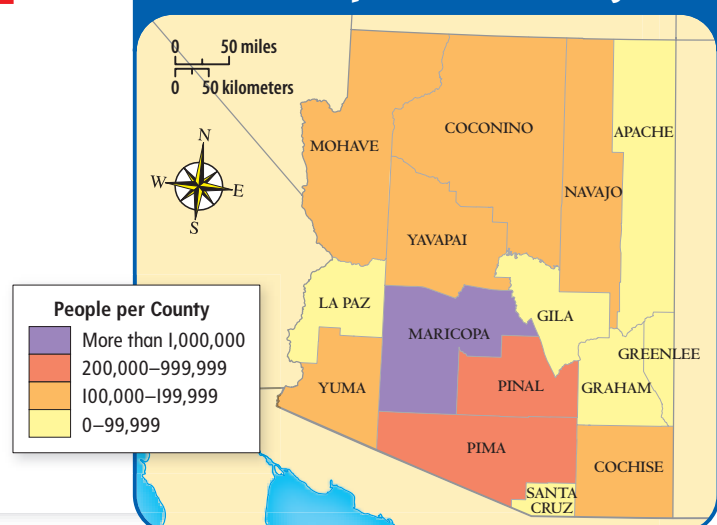 0 50 miles
0 50 kilometers
N
W
E
S
MOHAVE
COCONINO
APACHE
NAVAJO
YAVAPAI
LA PAZ
GILA
MARICOPA
GREENLEE
YUMA
PINAL
GRAHAM
PIMA
COCHISE
SANTA
CRUZ
People per County
More than 1,000,000
200,000–999,999
100,000–199,999
0–99,999